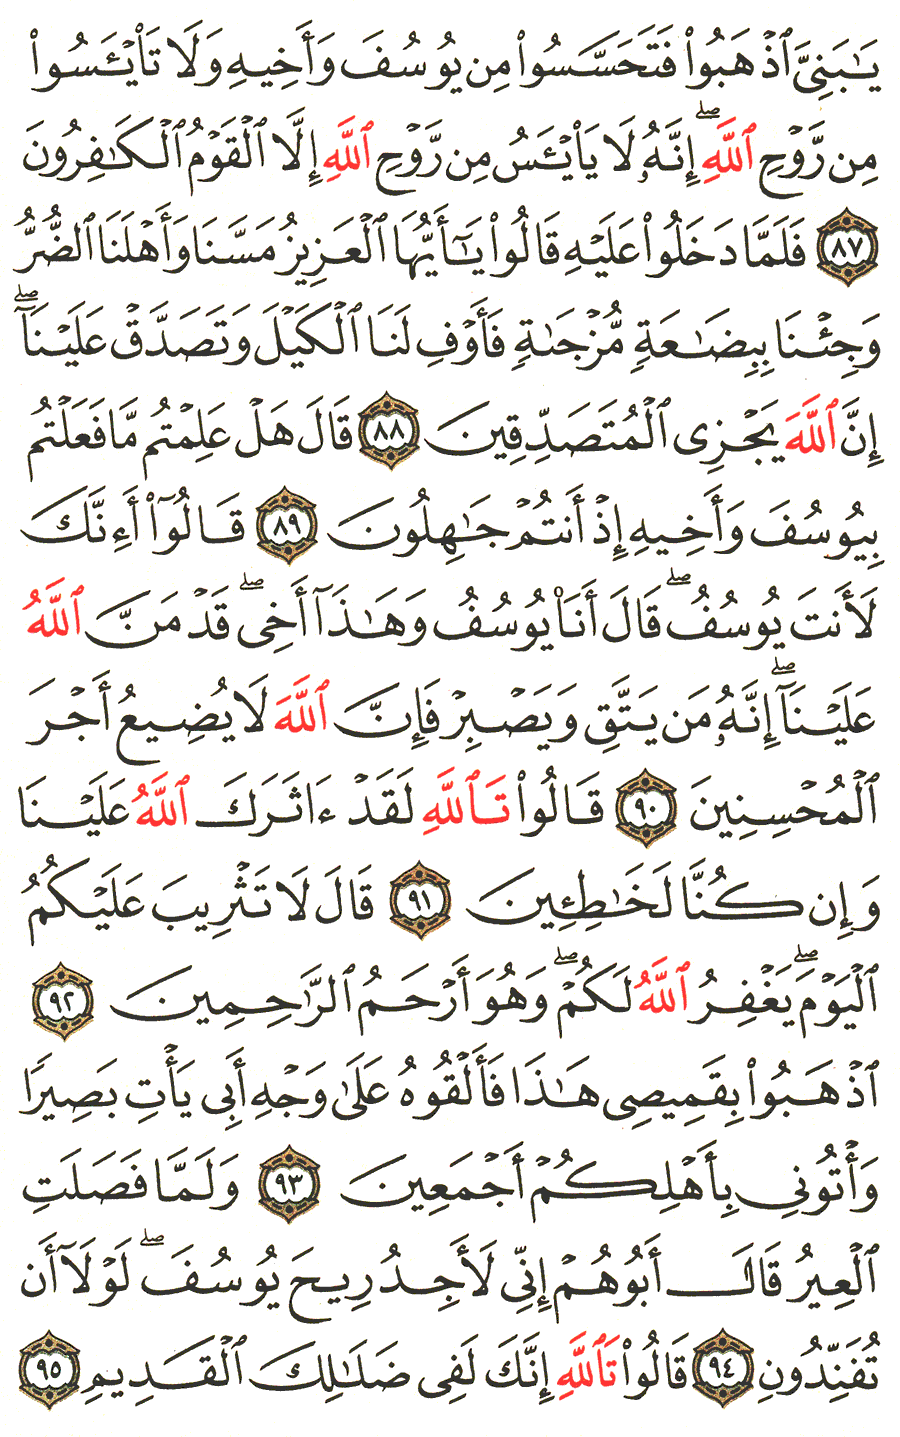 يَـٰبَنِىَّ ٱذْهَبُوا۟ فَتَحَسَّسُوا۟ مِن يُوسُفَ وَأَخِيهِ وَلَا تَا۟يْـَٔسُوا۟
مِن رَّوْحِ ٱللَّهِ ۖ إِنَّهُۥ لَا يَا۟يْـَٔسُ مِن رَّوْحِ ٱللَّهِ إِلَّا ٱلْقَوْمُ ٱلْكَـٰفِرُونَ
٨٧ فَلَمَّا دَخَلُوا۟ عَلَيْهِ قَالُوا۟ يَـٰٓأَيُّهَا ٱلْعَزِيزُ مَسَّنَا وَأَهْلَنَا ٱلضُّرُّ
وَجِئْنَا بِبِضَـٰعَةٍ مُّزْجَىٰةٍ فَأَوْفِ لَنَا ٱلْكَيْلَ وَتَصَدَّقْ عَلَيْنَآ ۖ
إِنَّ ٱللَّهَ يَجْزِى ٱلْمُتَصَدِّقِينَ ٨٨ قَالَ هَلْ عَلِمْتُم مَّا فَعَلْتُم
بِيُوسُفَ وَأَخِيهِ إِذْ أَنتُمْ جَـٰهِلُونَ ٨٩ قَالُوٓا۟ أَءِنَّكَ
لَأَنتَ يُوسُفُ ۖ قَالَ أَنَا۠ يُوسُفُ وَهَـٰذَآ أَخِى ۖ قَدْ مَنَّ ٱللَّهُ
عَلَيْنَآ ۖ إِنَّهُۥ مَن يَتَّقِ وَيَصْبِرْ فَإِنَّ ٱللَّهَ لَا يُضِيعُ أَجْرَ
ٱلْمُحْسِنِينَ ٩٠ قَالُوا۟ تَٱللَّهِ لَقَدْ ءَاثَرَكَ ٱللَّهُ عَلَيْنَا
وَإِن كُنَّا لَخَـٰطِـِٔينَ ٩١ قَالَ لَا تَثْرِيبَ عَلَيْكُمُ
ٱلْيَوْمَ ۖ يَغْفِرُ ٱللَّهُ لَكُمْ ۖ وَهُوَ أَرْحَمُ ٱلرَّٰحِمِينَ ٩٢
ٱذْهَبُوا۟ بِقَمِيصِى هَـٰذَا فَأَلْقُوهُ عَلَىٰ وَجْهِ أَبِى يَأْتِ بَصِيرًا
وَأْتُونِى بِأَهْلِكُمْ أَجْمَعِينَ ٩٣ وَلَمَّا فَصَلَتِ
ٱلْعِيرُ قَالَ أَبُوهُمْ إِنِّى لَأَجِدُ رِيحَ يُوسُفَ ۖ لَوْلَآ أَن
تُفَنِّدُونِ ٩٤ قَالُوا۟ تَٱللَّهِ إِنَّكَ لَفِى ضَلَـٰلِكَ ٱلْقَدِيمِ ٩٥